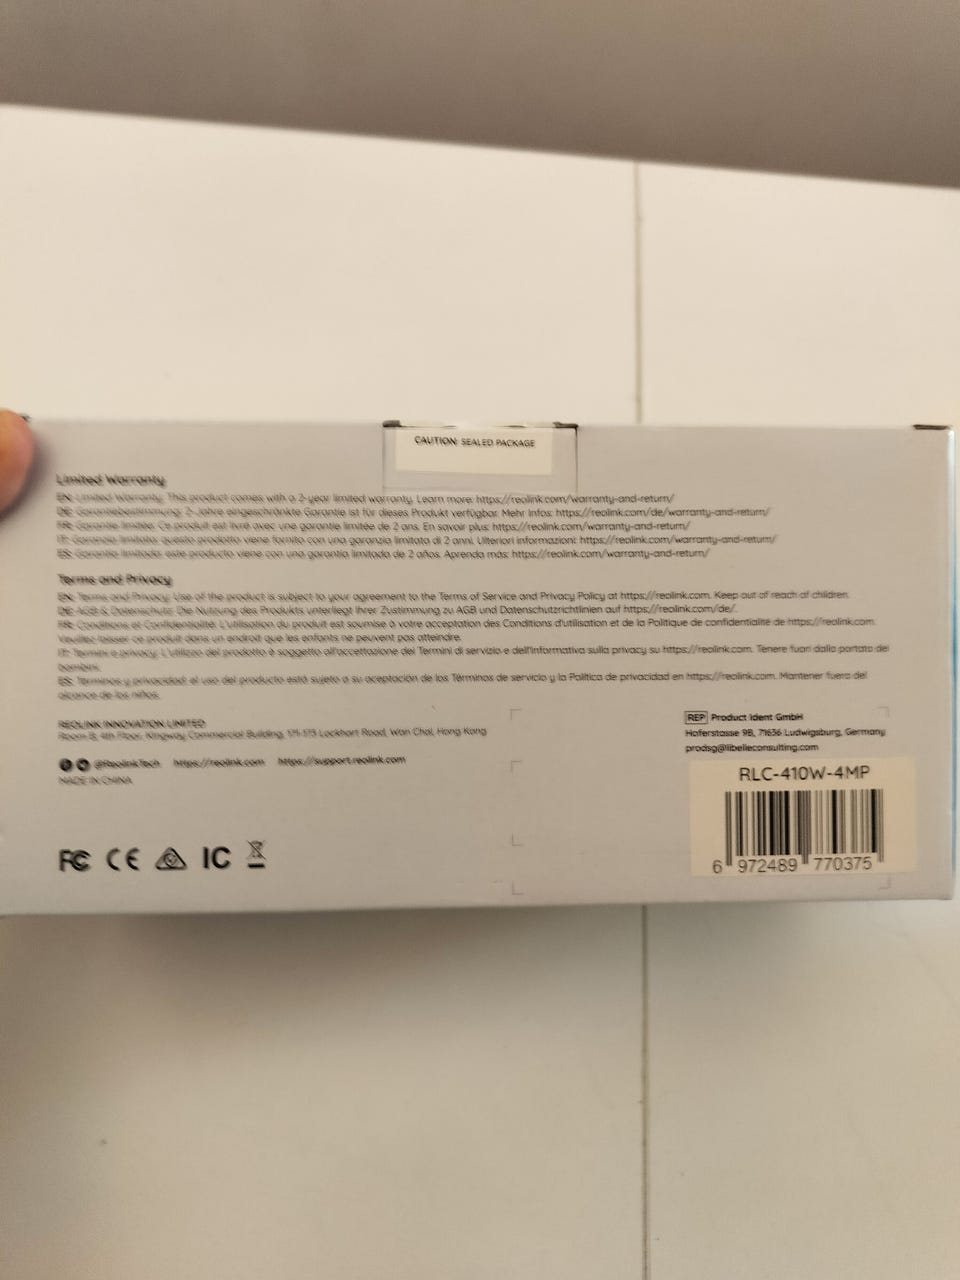 CAUTION: SEALED PACKAGE
Limited Warranty
EN: Limited Warranty: This product comes with a 2-year limited warranty. Learn more: https://reolink.com/warranty-and-return/
DE: Garantiebestimmung: 2-Jahre eingeschränkte Garantie ist für dieses Produkt verfügbar. Mehr Infos: https://reolink.com/de/warranty-and-return/
FR: Garantie limitée: Ce produit est livré avec une garantie limitée de 2 ans. En savoir plus: https://reolink.com/warranty-and-return/
IT: Garanzia limitata: questo prodotto viene fornito con una garanzia limitata di 2 anni. Ulteriori informazioni: https://reolink.com/warranty-and-return/
ES: Garantía limitada: este producto viene con una garantía limitada de 2 años. Aprenda más: https://reolink.com/warranty-and-return/
Terms and Privacy
EN: Terms and Privacy: Use of the product is subject to your agreement to the Terms of Service and Privacy Policy at https://reolink.com. Keep out of reach of children.
DE: AGB & Datenschutz: Die Nutzung des Produkts unterliegt Ihrer Zustimmung zu AGB und Datenschutzrichtlinien auf https://reolink.com/de/.
FR: Conditions et Confidentialité: L'utilisation du produit est soumise à votre acceptation des Conditions d'utilisation et de la Politique de confidentialité de https://reolink.com.
Veuillez laisser ce produit dans un endroit que les enfants ne peuvent pas atteindre.
IT: Termini e privacy: L'utilizzo del prodotto è soggetto all'accettazione dei Termini di servizio e dell'Informativa sulla privacy su https://reolink.com. Tenere fuori dalla portata dei
bambini.
ES: Términos y privacidad: el uso del producto está sujeto a su aceptación de los Términos de servicio y la Política de privacidad en https://reolink.com. Mantener fuera del
alcance de los niños.
REOLINK INNOVATION LIMITED
Room B, 4th Floor, Kingway Commercial Building, 171-173 Lockhart Road, Wan Chai, Hong Kong
@ReolinkTech https://reolink.com https://support.reolink.com
MADE IN CHINA
FC CE IC
REP Product Ident GmbH
Haferstasse 9B, 71636 Ludwigsburg, Germany
prodsg@libelleconsulting.com
RLC-410W-4MP
6 972489 770375